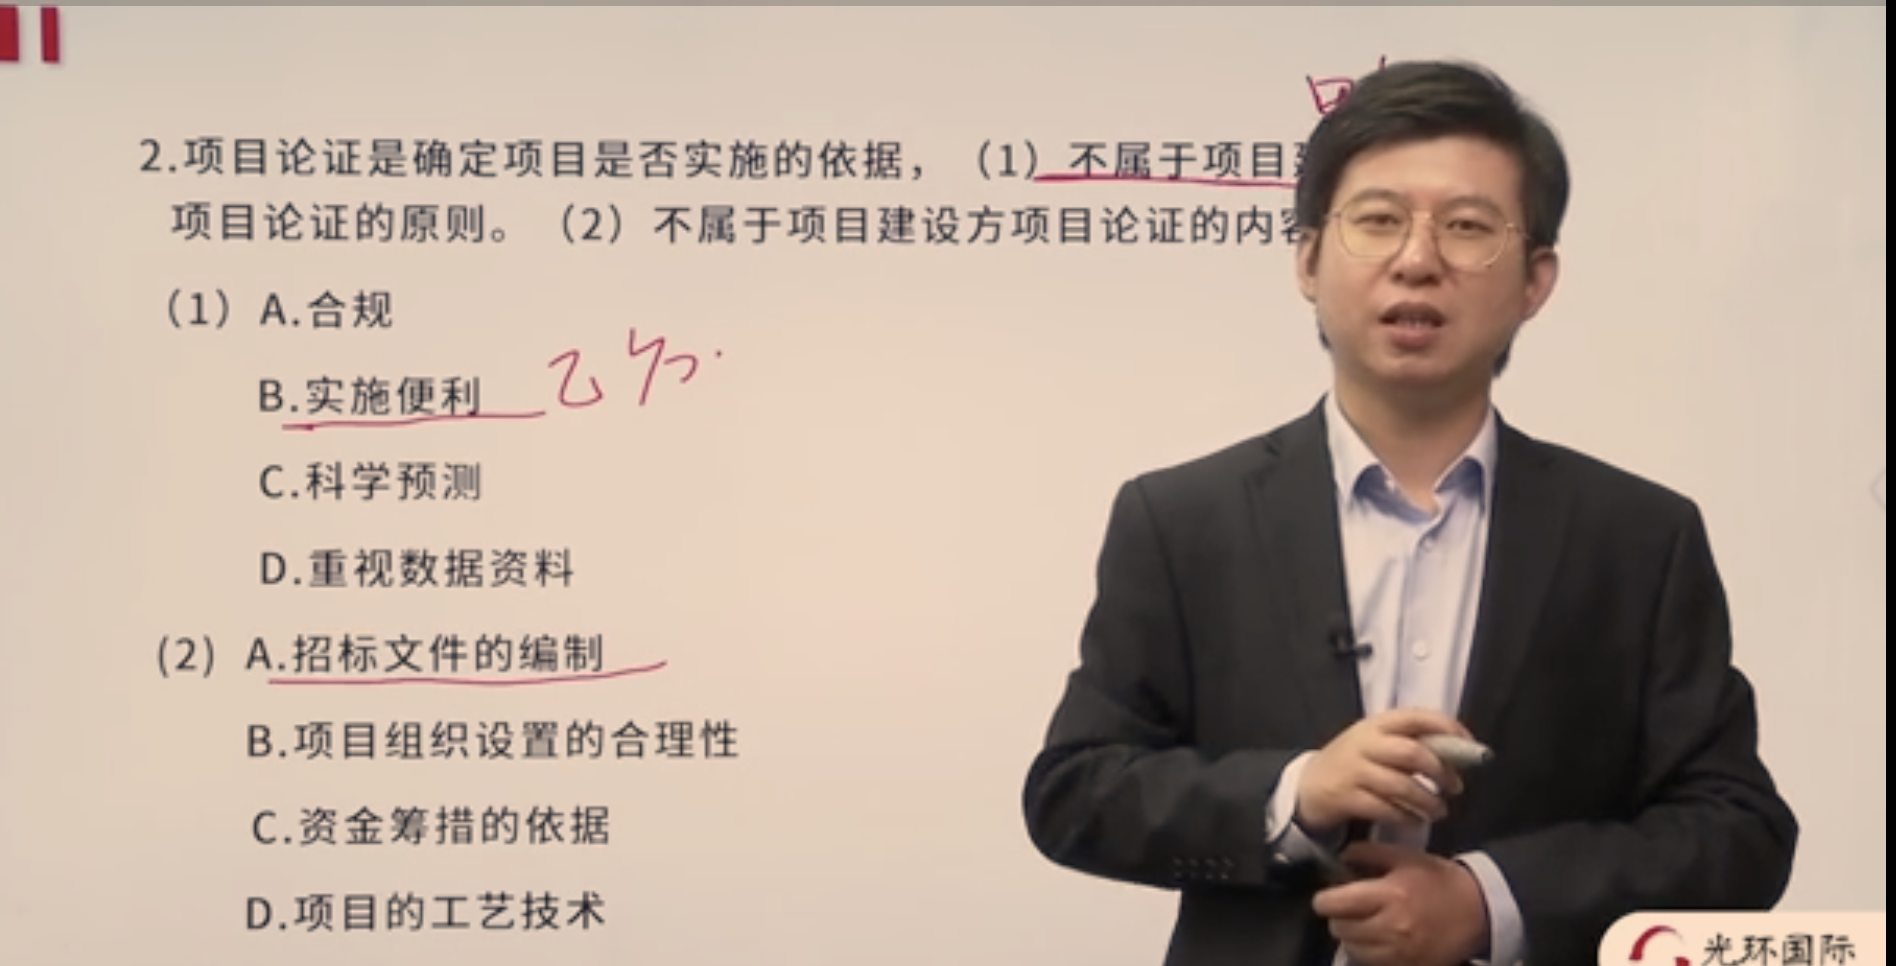 2.项目论证是确定项目是否实施的依据，（1）不属于项目
项目论证的原则。（2）不属于项目建设方项目论证的内容
（1）A.合规
B.实施便利 乙方.
C.科学预测
D.重视数据资料
(2) A.招标文件的编制
B.项目组织设置的合理性
C.资金筹措的依据
D.项目的工艺技术
光环国际